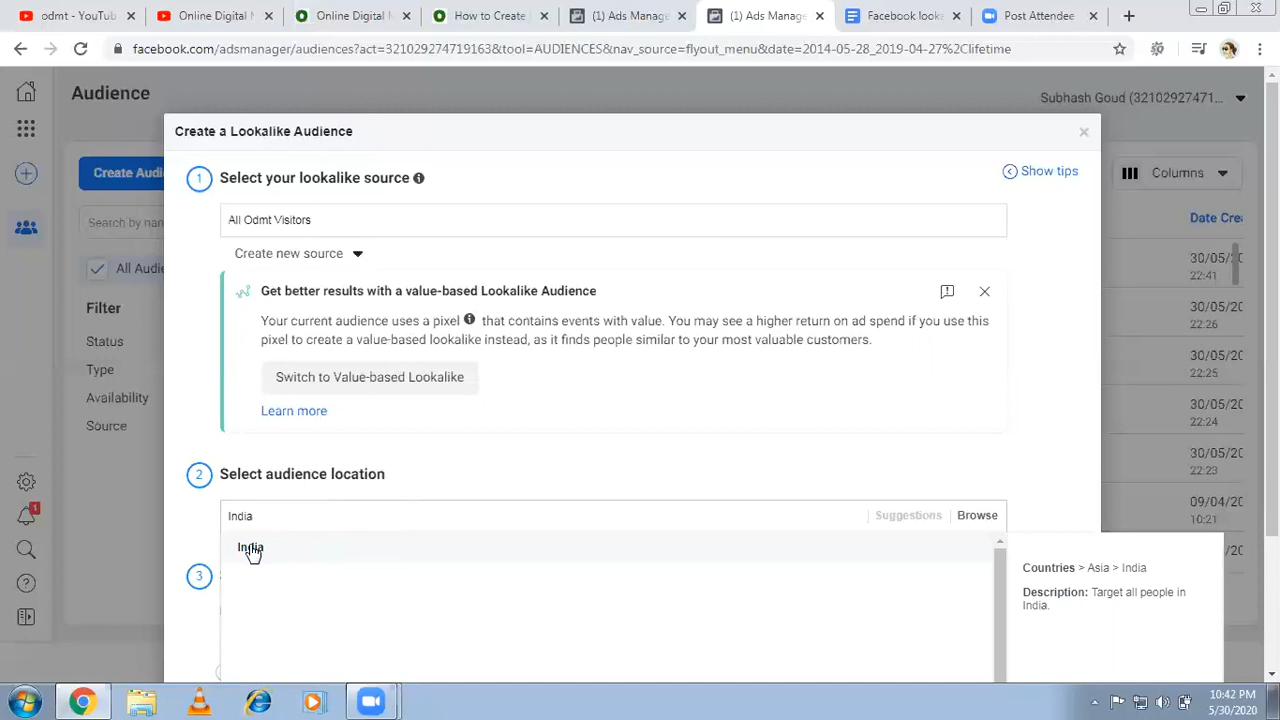 odmt - YouTub
Online Digital M
Online Digital M
How to Create
(1) Ads Manage
(1) Ads Manage
Facebook look
Post Attendee
facebook.com/adsmanager/audiences?act=321029274719163&tool=AUDIENCES&nav_source=flyout_menu&date=2014-05-28_2019-04-27%2Clifetime
Audience
Subhash Goud (32102927471...
Create a Lookalike Audience
Create Audi
1
Select your lookalike source
Show tips
Columns
Search by nam
All Odmt Visitors
Date Crea
Create new source
All Audie
30/05/20
22:41
Get better results with a value-based Lookalike Audience
Filter
30/05/20
22:26
Your current audience uses a pixel that contains events with value. You may see a higher return on ad spend if you use this
pixel to create a value-based lookalike instead, as it finds people similar to your most valuable customers.
Status
Type
30/05/20
22:25
Switch to Value-based Lookalike
Availability
Learn more
30/05/20
22:24
Source
30/05/20
22:23
2
Select audience location
India
Suggestions
Browse
09/04/20
10:21
India
30/05/20
Countries > Asia > India
Description: Target all people in
India.
3
1
10:42 PM
5/30/2020